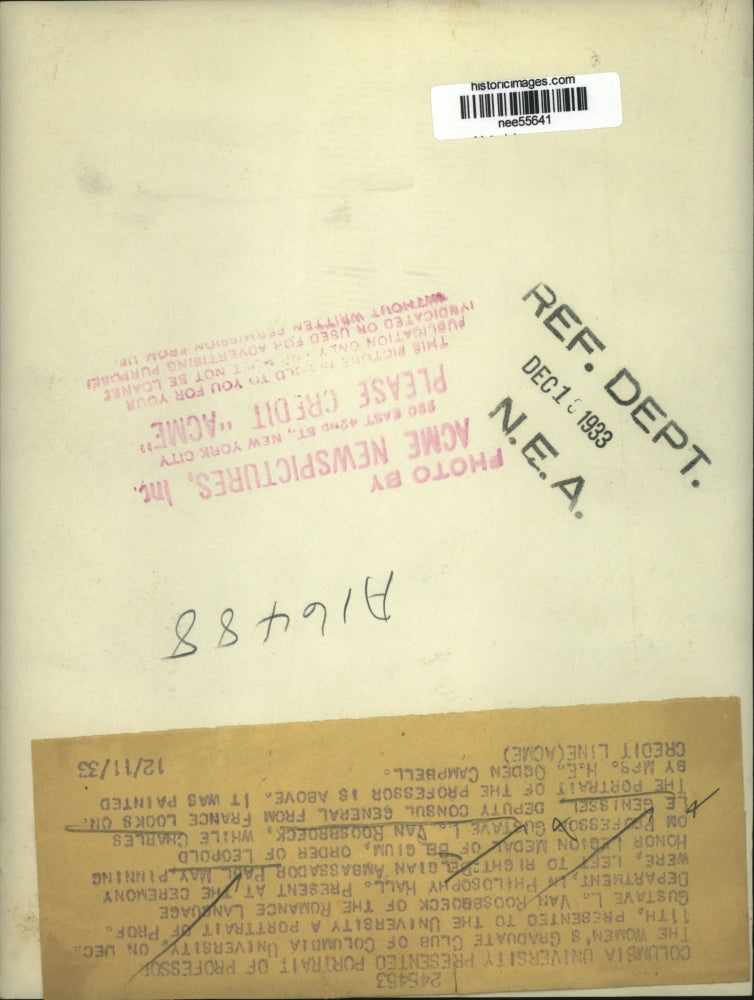 historicimages.com
nee55641
REF. DEPT.
DEC 1 1933
N.E.A.
PHOTO BY
ACME NEWSPICTURES, Inc.
220 EAST 42ND ST., NEW YORK CITY
PLEASE CREDIT "ACME"
THIS PICTURE IS SOLD TO YOU FOR YOUR
PUBLICATION ONLY AND MUST NOT BE LOANED
SYNDICATED OR USED FOR ADVERTISING PURPOSES
WITHOUT WRITTEN PERMISSION FROM US.
A16488
245453
COLUMBIA UNIVERSITY PRESENTED PORTRAIT OF PROFESSOR
THE WOMEN'S GRADUATE CLUB OF COLUMBIA UNIVERSITY, ON DEC.
11TH, PRESENTED TO THE UNIVERSITY A PORTRAIT OF PROF.
GUSTAVE L. VAN ROOSBROECK OF THE ROMANCE LANGUAGE
DEPARTMENT, IN PHILOSOPHY HALL. PRESENT AT THE CEREMONY
WERE, LEFT TO RIGHT: BELGIAN AMBASSADOR PAUL MAY PINNING
HONOR LEGION MEDAL OF BELGIUM, ORDER OF LEOPOLD
ON PROFESSOR GUSTAVE L. VAN ROOSBROECK, WHILE CHARLES
LE GENISSEL DEPUTY CONSUL GENERAL FROM FRANCE LOOKS ON.
THE PORTRAIT OF THE PROFESSOR IS ABOVE. IT WAS PAINTED
BY MRS. H.E. OGDEN CAMPBELL.
CREDIT LINE(ACME) 12/11/33